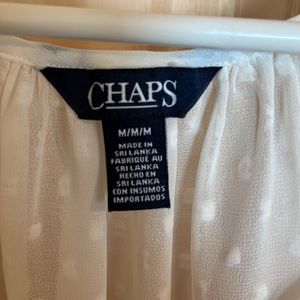 CHAPS
M/M/M
MADE IN
SRI LANKA
FABRIQUÉ AU
SRI LANKA
HECHO EN
SRI LANKA
CON INSUMOS
IMPORTADOS